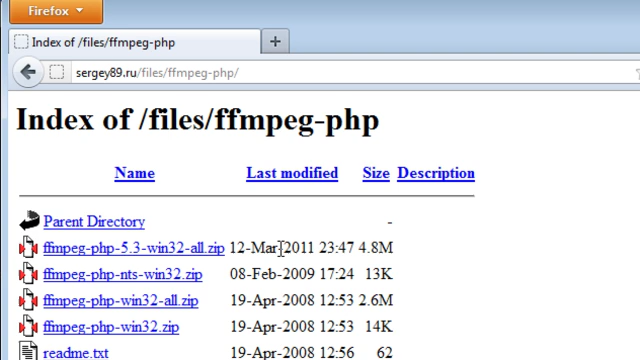 Firefox
Index of /files/ffmpeg-php
sergey89.ru/files/ffmpeg-php/
Index of /files/ffmpeg-php
Name Last modified Size Description
Parent Directory -
ffmpeg-php-5.3-win32-all.zip 12-Mar-2011 23:47 4.8M
ffmpeg-php-nts-win32.zip 08-Feb-2009 17:24 13K
ffmpeg-php-win32-all.zip 19-Apr-2008 12:53 2.6M
ffmpeg-php-win32.zip 19-Apr-2008 12:53 14K
readme.txt 19-Apr-2008 12:56 62